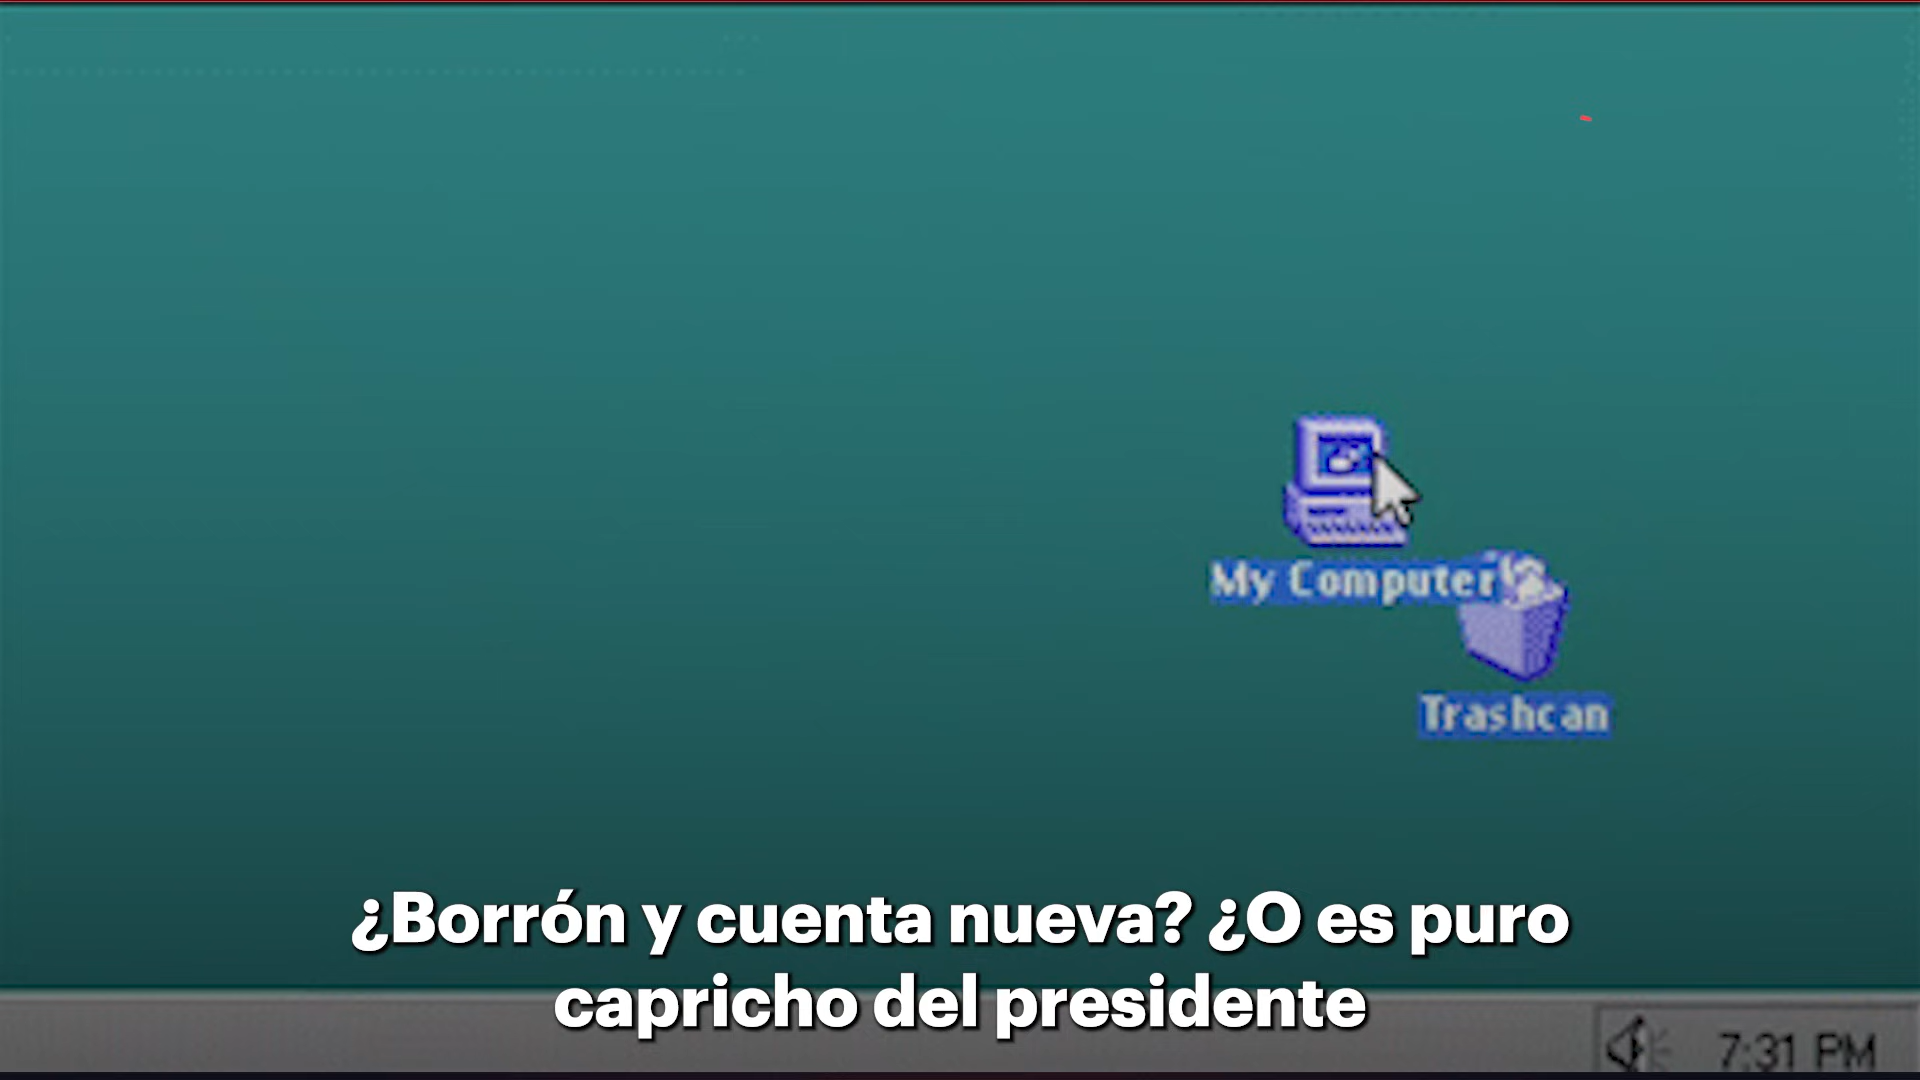 My Computer
Trashcan
¿Borrón y cuenta nueva? ¿O es puro
capricho del presidente
7:31 PM